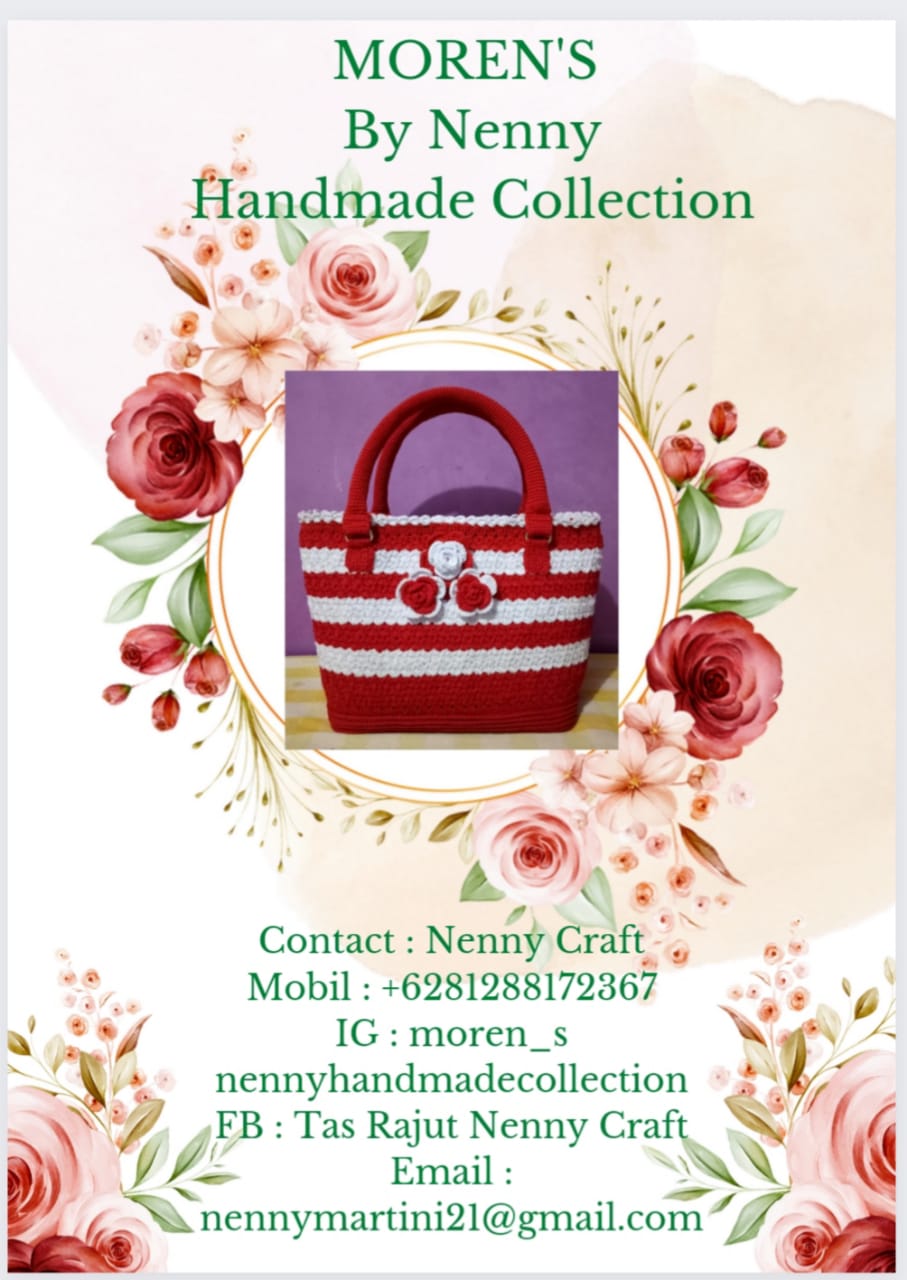 MOREN'S
By Nenny
Handmade Collection
Contact : Nenny Craft
Mobil : +6281288172367
IG : moren_s
nennyhandmadecollection
FB : Tas Rajut Nenny Craft
Email :
nennymartini21@gmail.com